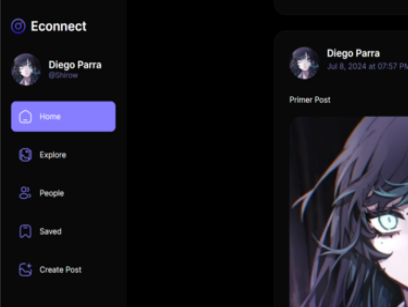 Econnect
Diego Parra
@Shirow
Home
Explore
People
Saved
Create Post
Diego Parra
Jul 8, 2024 at 07:57 PM
Primer Post